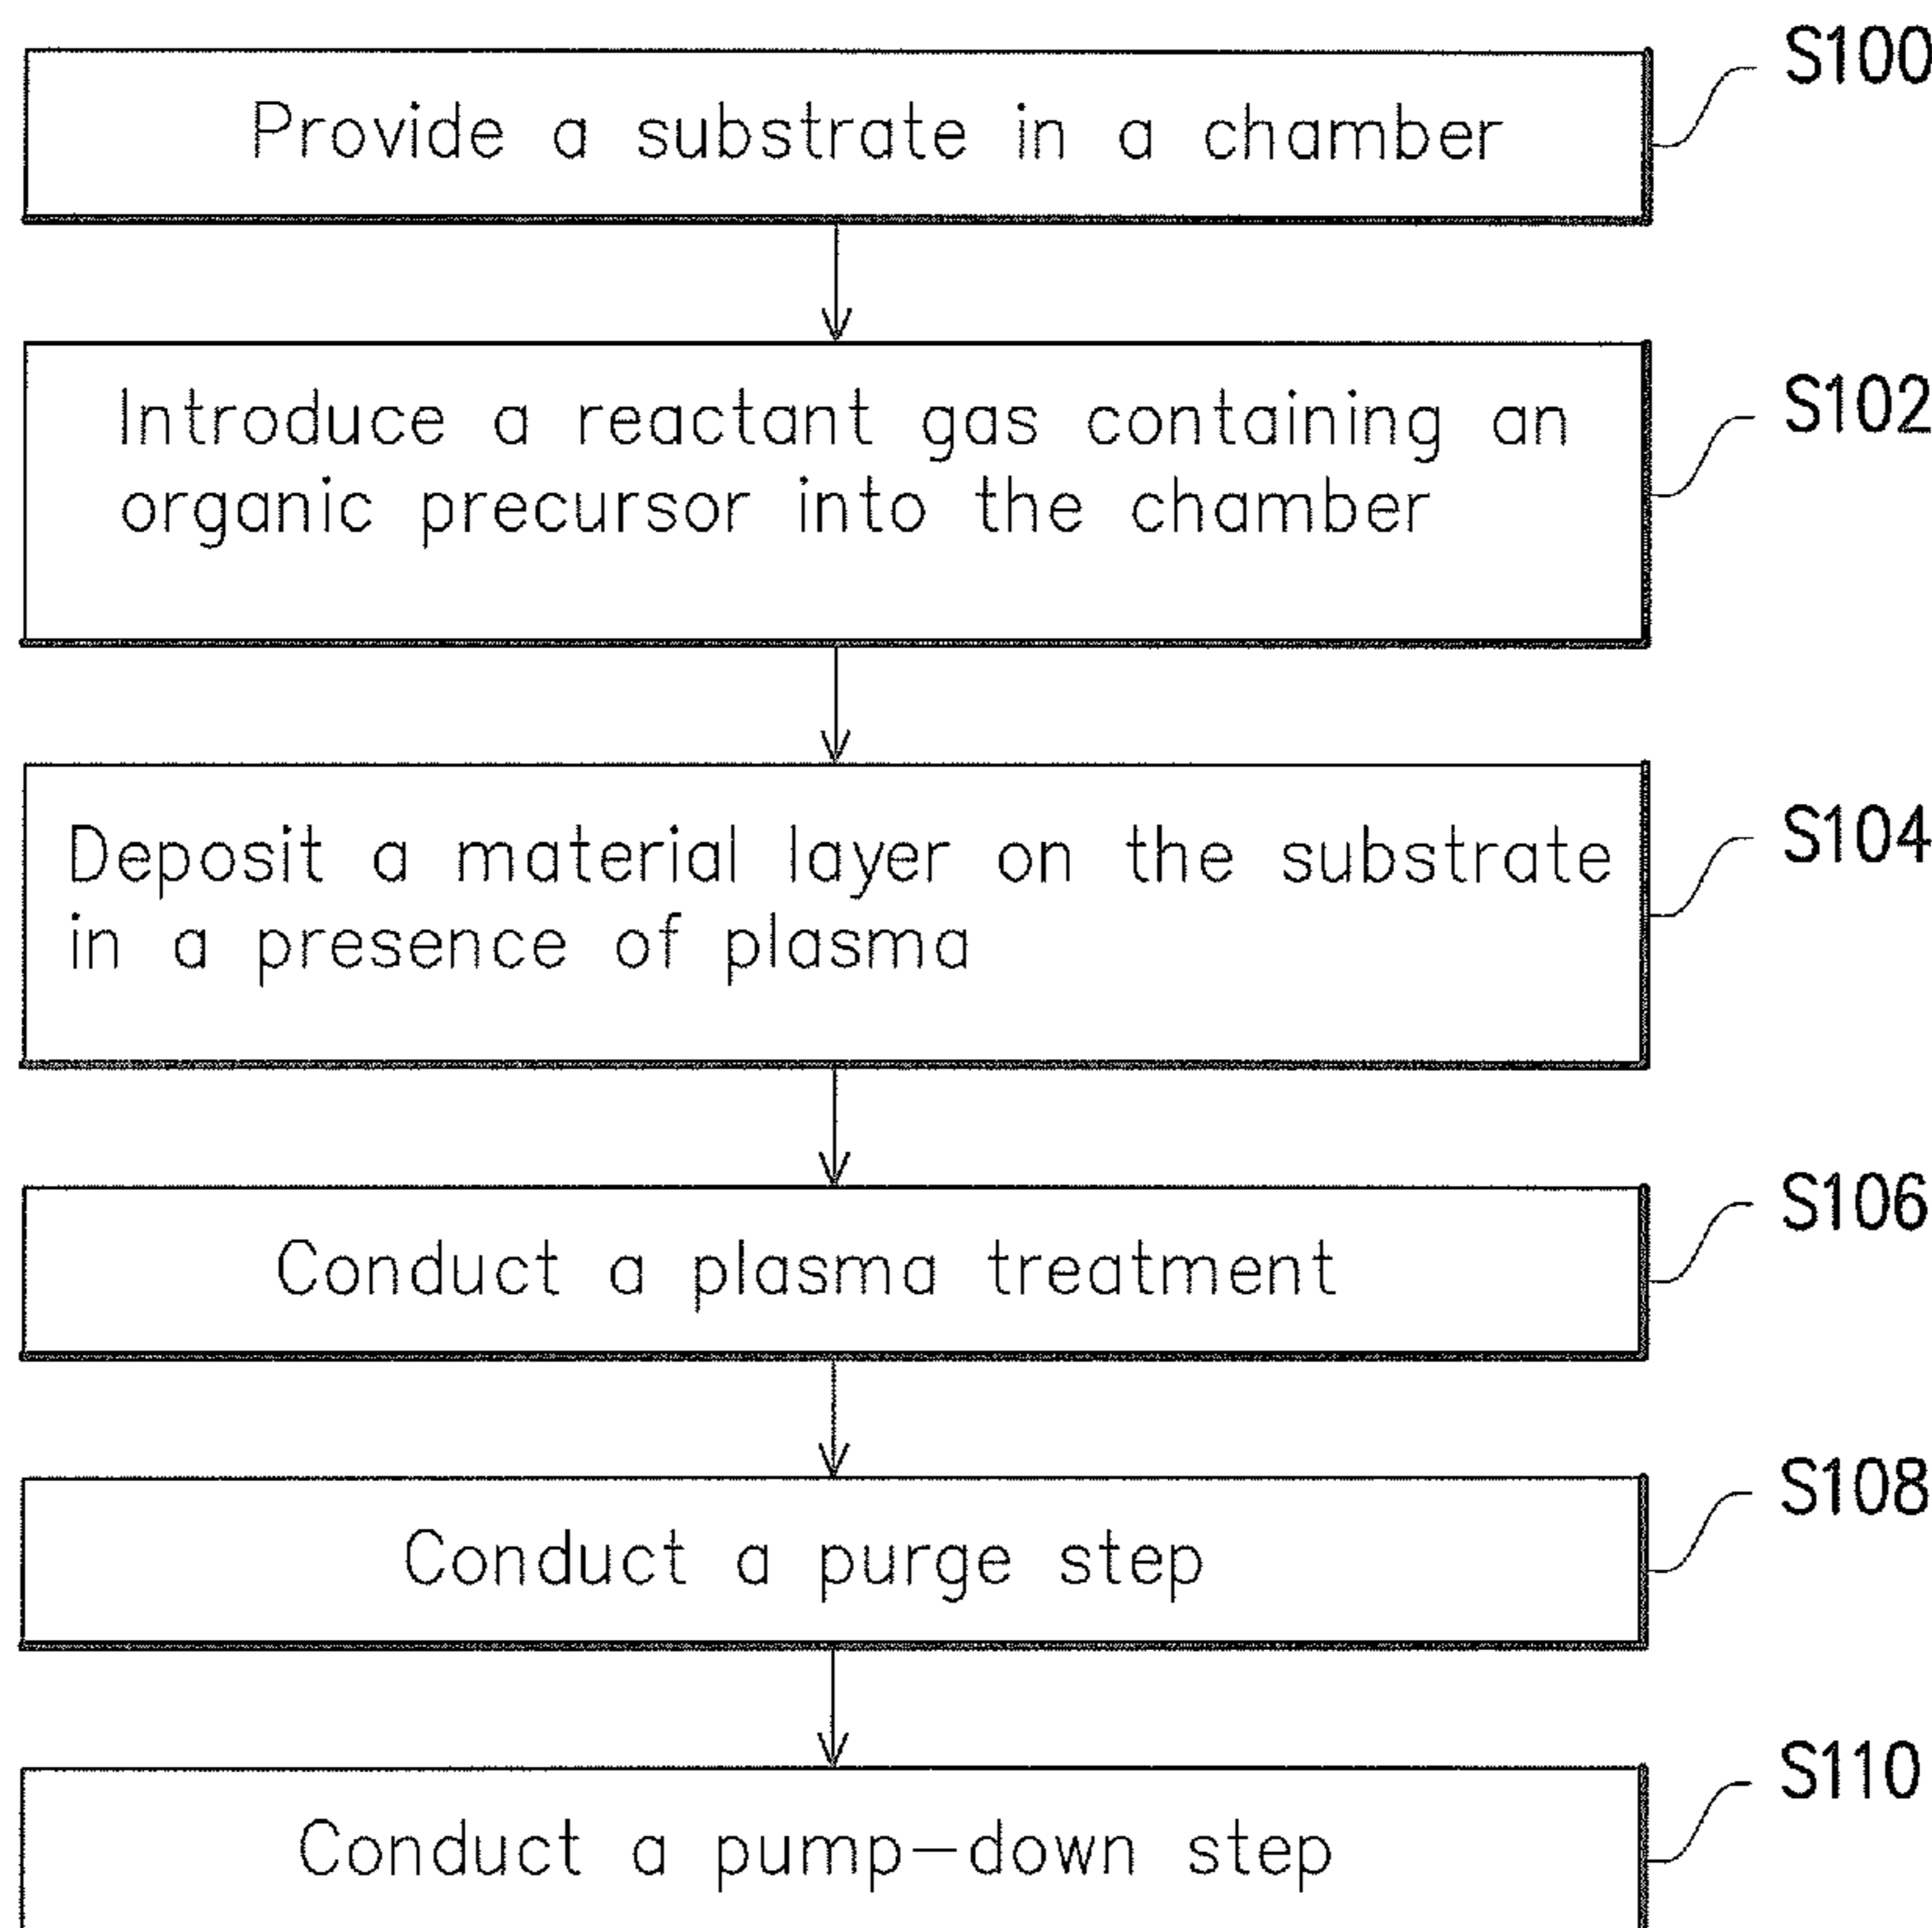 S100
Provide a substrate in a chamber
S102
Introduce a reactant gas containing an
organic precursor into the chamber
S104
Deposit a material layer on the substrate
in a presence of plasma
S106
Conduct a plasma treatment
S108
Conduct a purge step
S110
Conduct a pump-down step